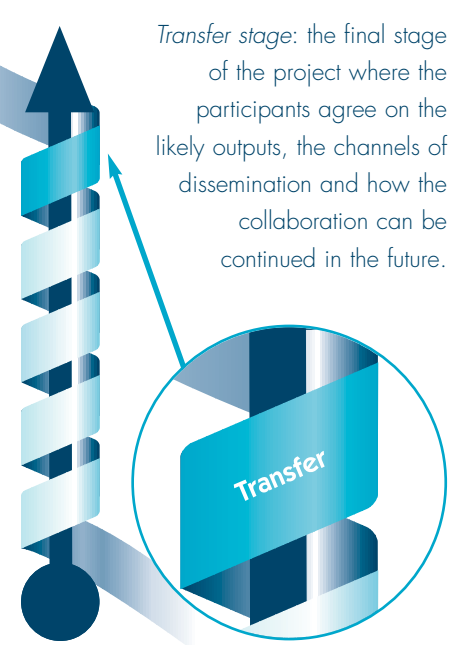 Transfer stage: the final stage
of the project where the
participants agree on the
likely outputs, the channels of
dissemination and how the
collaboration can be
continued in the future.
Transfer